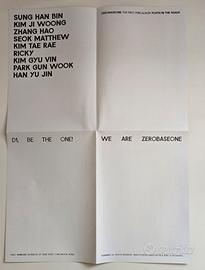 SUNG HAN BIN
KIM JI WOONG
ZHANG HAO
SEOK MATTHEW
KIM TAE RAE
RICKY
KIM GYU VIN
PARK GUN WOOK
HAN YU JIN
ZEROBASEONE THE FIRST MINI ALBUM YOUTH IN THE SHADE
D1, BE THE ONE!
WE ARE ZEROBASEONE
subito